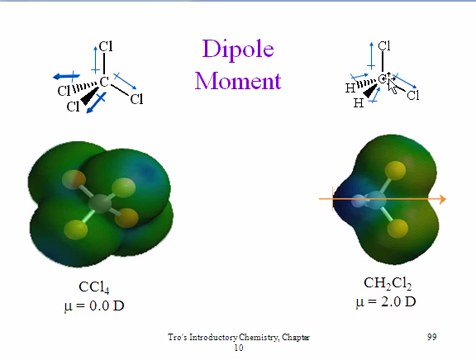 Dipole
Moment
Cl
C
Cl
Cl
Cl
Cl
H
C
H
Cl
CCl₄
μ = 0.0 D
CH₂Cl₂
μ = 2.0 D
Tro's Introductory Chemistry, Chapter
10
99